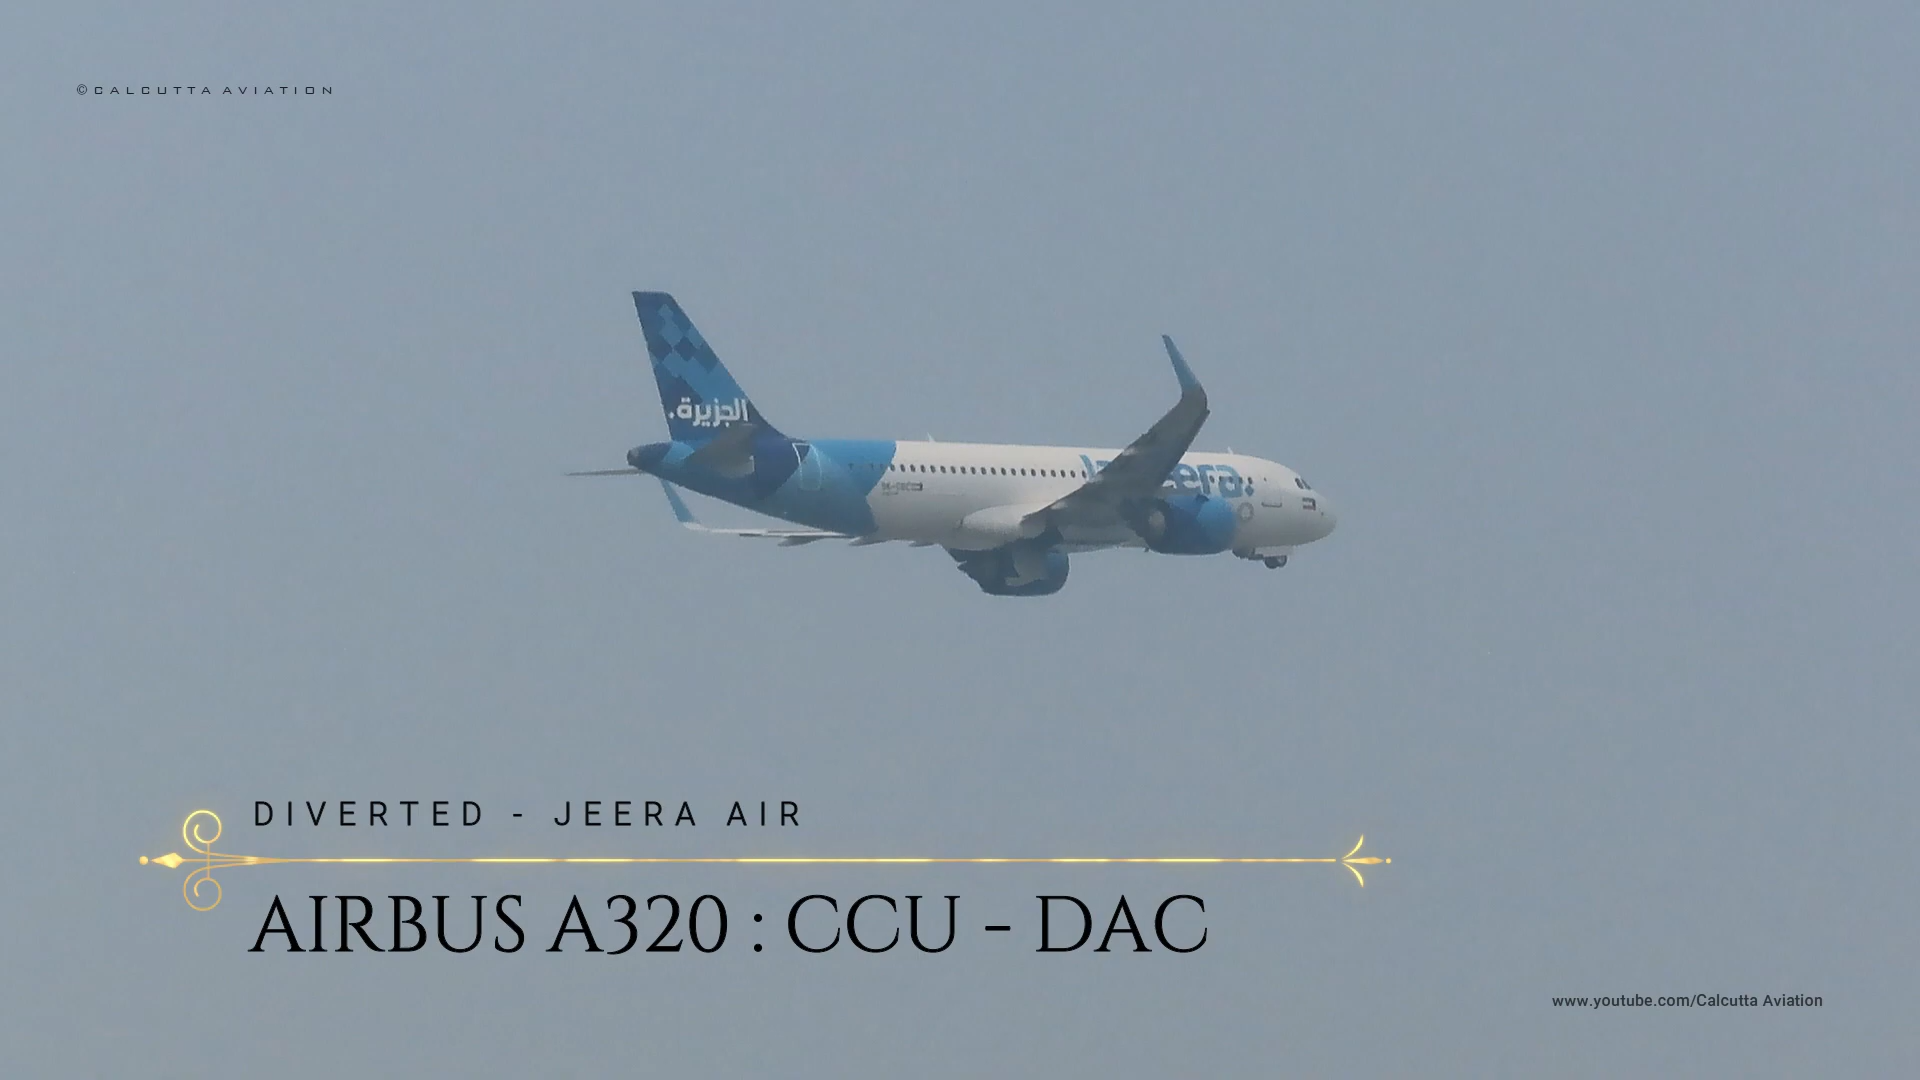 ©CALCUTTA AVIATION
الجزيرة.
DIVERTED - JEERA AIR
AIRBUS A320 : CCU - DAC
www.youtube.com/Calcutta Aviation